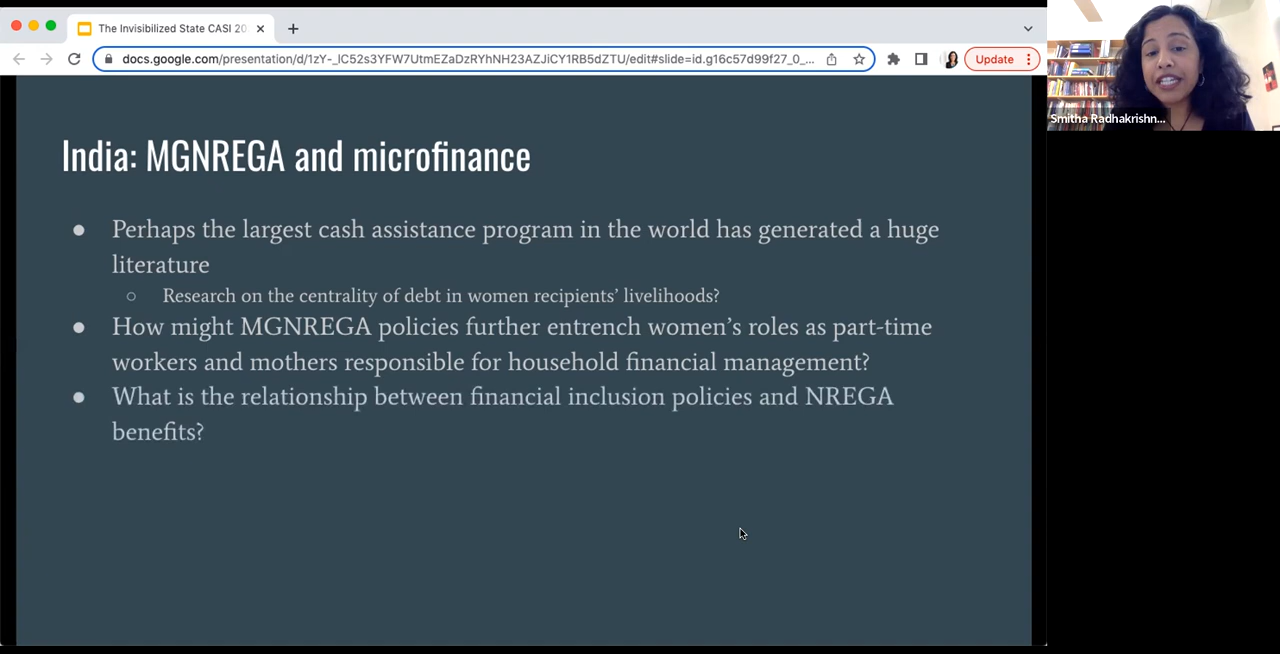 The Invisibilized State CASI 20
docs.google.com/presentation/d/1zY-_lC52s3YFW7UtmEZaDzRYhNH23AZJiCY1RB5dZTU/edit#slide=id.g16c57d99f27_0_...
Update
Smitha Radhakrishn...
India: MGNREGA and microfinance
● Perhaps the largest cash assistance program in the world has generated a huge
literature
○ Research on the centrality of debt in women recipients’ livelihoods?
● How might MGNREGA policies further entrench women’s roles as part-time
workers and mothers responsible for household financial management?
● What is the relationship between financial inclusion policies and NREGA
benefits?